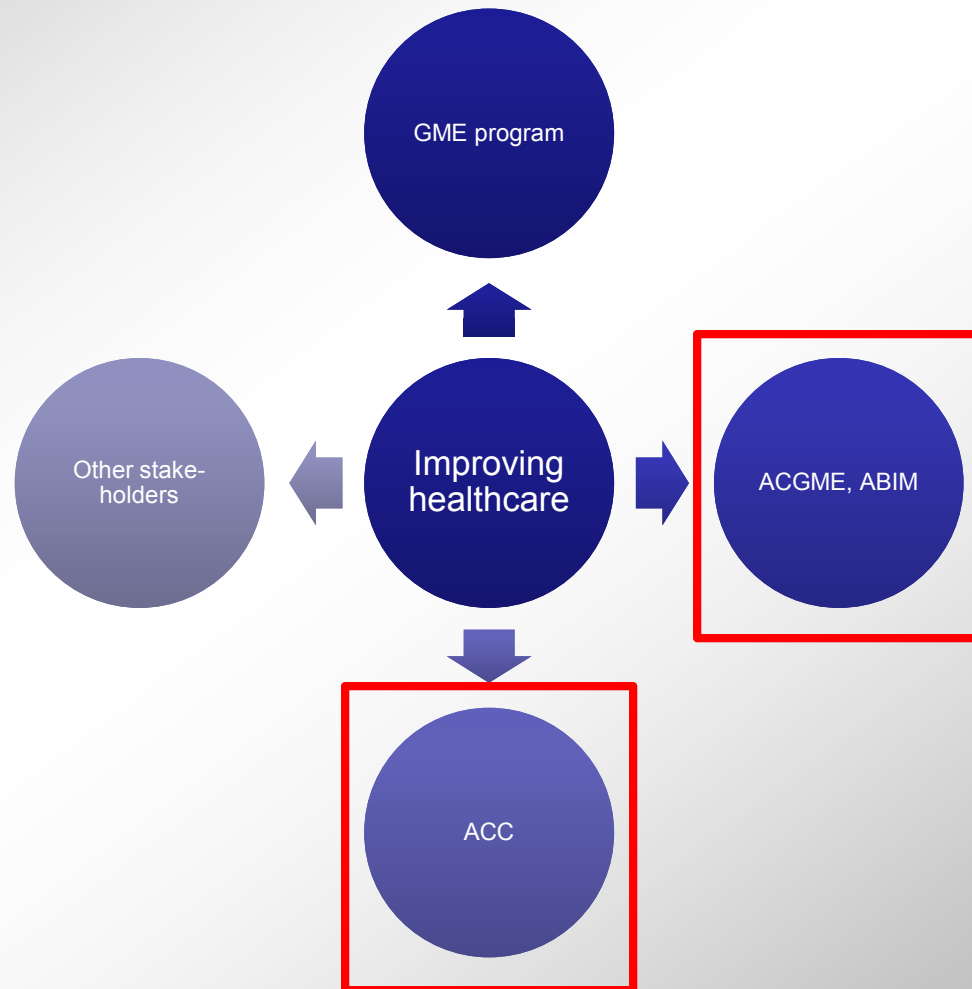 GME program
Other stake-
holders
Improving
healthcare
ACGME, ABIM
ACC